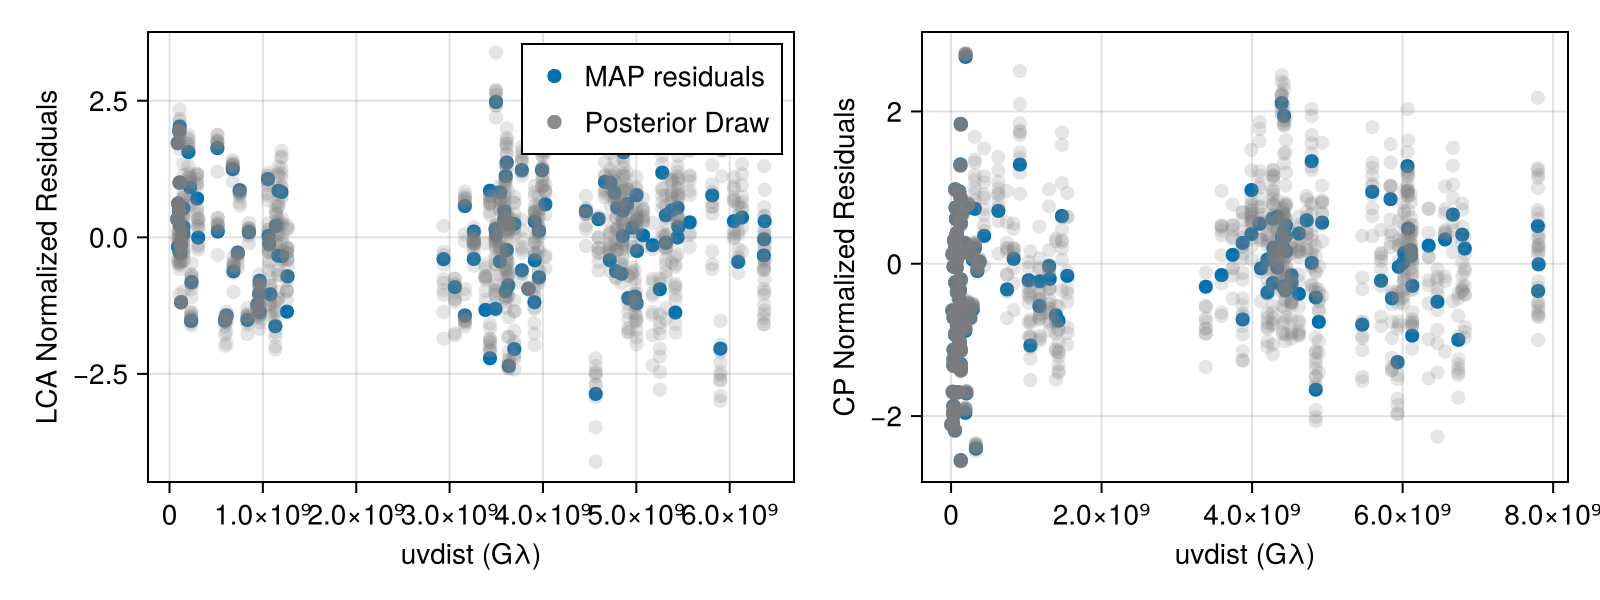 LCA Normalized Residuals
2.5
0.0
−2.5
MAP residuals
Posterior Draw
0 1.0×10⁹ 2.0×10⁹ 3.0×10⁹ 4.0×10⁹ 5.0×10⁹ 6.0×10⁹
uvdist (Gλ)
CP Normalized Residuals
2
0
−2
0 2.0×10⁹ 4.0×10⁹ 6.0×10⁹ 8.0×10⁹
uvdist (Gλ)